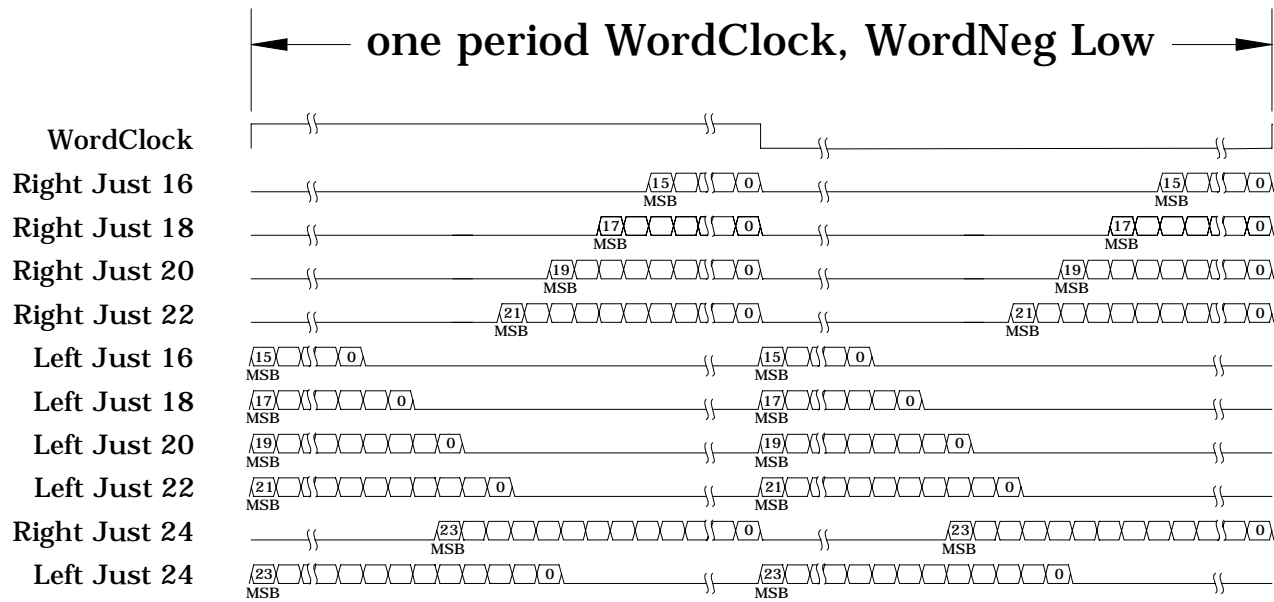 one period WordClock, WordNeg Low
WordClock
Right Just 16 15 0 15 0
MSB MSB
Right Just 18 17 0 17 0
MSB MSB
Right Just 20 19 0 19 0
MSB MSB
Right Just 22 21 0 21 0
MSB MSB
Left Just 16 15 0 15 0
MSB MSB
Left Just 18 17 0 17 0
MSB MSB
Left Just 20 19 0 19 0
MSB MSB
Left Just 22 21 0 21 0
MSB MSB
Right Just 24 23 0 23 0
MSB MSB
Left Just 24 23 0 23 0
MSB MSB